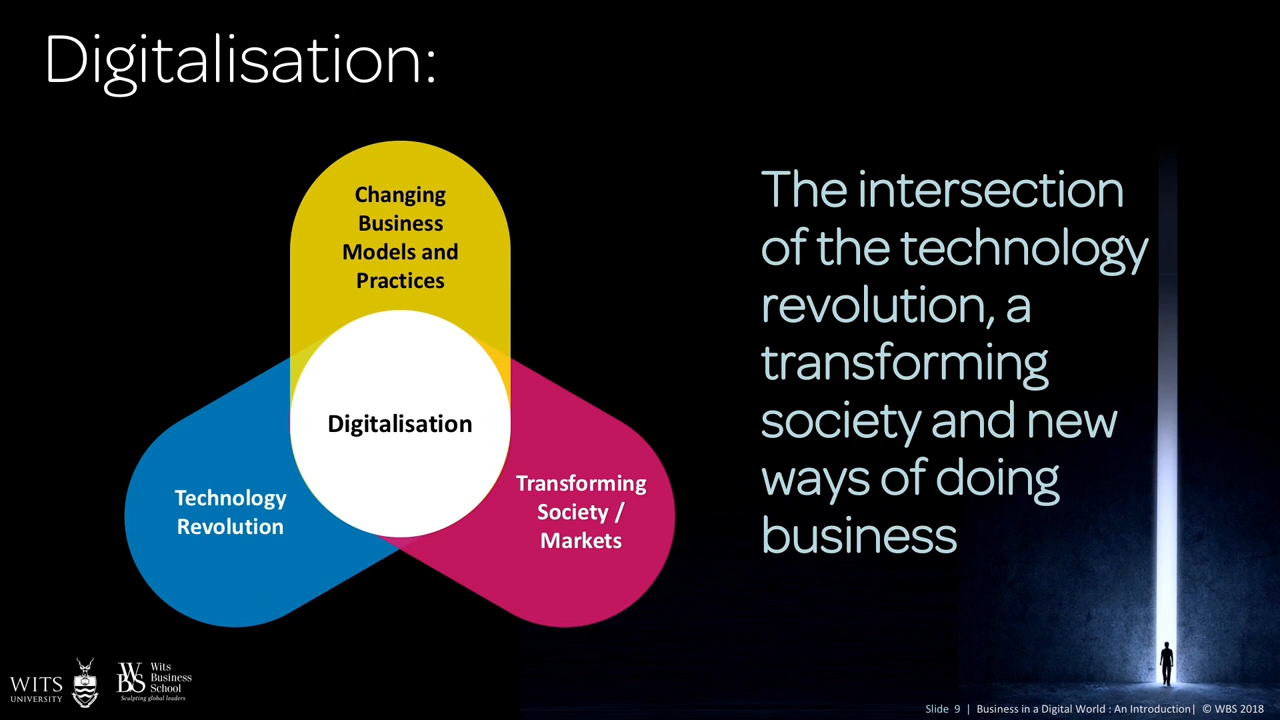 Digitalisation:
Changing
Business
Models and
Practices
Digitalisation
Technology
Revolution
Transforming
Society /
Markets
The intersection
of the technology
revolution, a
transforming
society and new
ways of doing
business
WITS
UNIVERSITY
WBS
Wits
Business
School
Sculpting global leaders
Slide 9 | Business in a Digital World : An Introduction| © WBS 2018